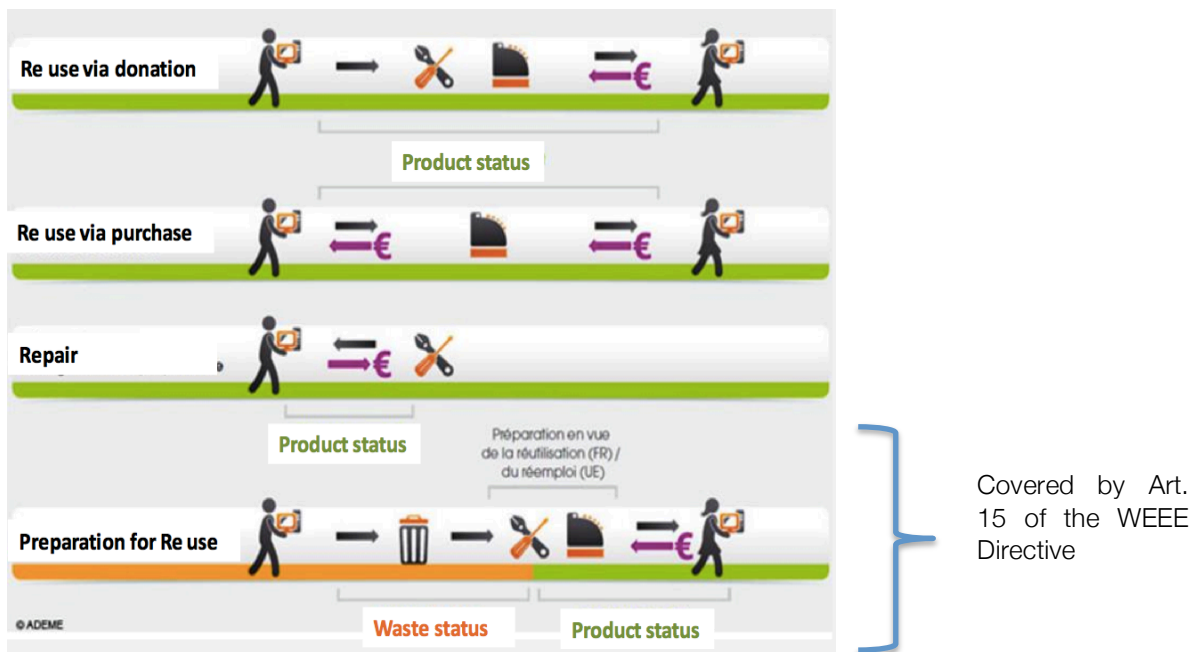 Re use via donation
€
Product status
Re use via purchase
€
€
Repair
€
Product status
Préparation en vue
de la réutilisation (FR) /
du réemploi (UE)
Preparation for Re use
€
Waste status
Product status
© ADEME
Covered by Art.
15 of the WEEE
Directive